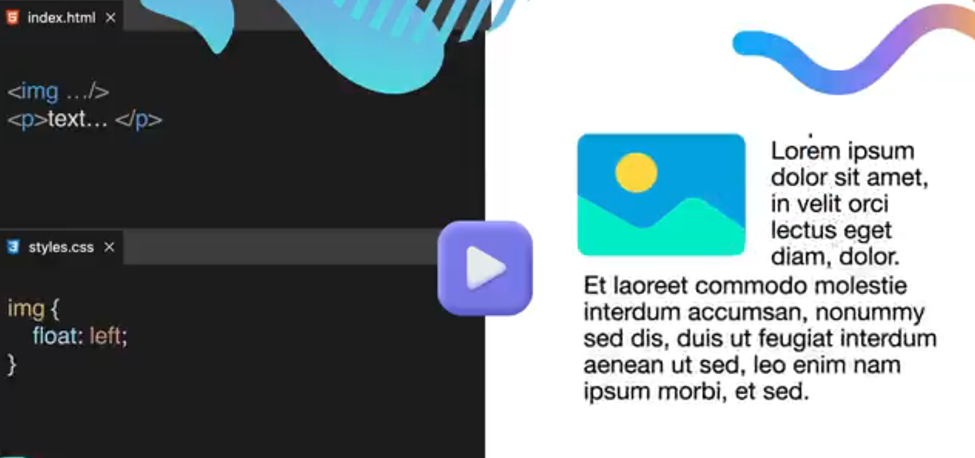 index.html ×
<img .../>
<p>text... </p>
3 styles.css ×
img {
float: left;
}
Lorem ipsum
dolor sit amet,
in velit orci
lectus eget
diam, dolor.
Et laoreet commodo molestie
interdum accumsan, nonummy
sed dis, duis ut feugiat interdum
aenean ut sed, leo enim nam
ipsum morbi, et sed.